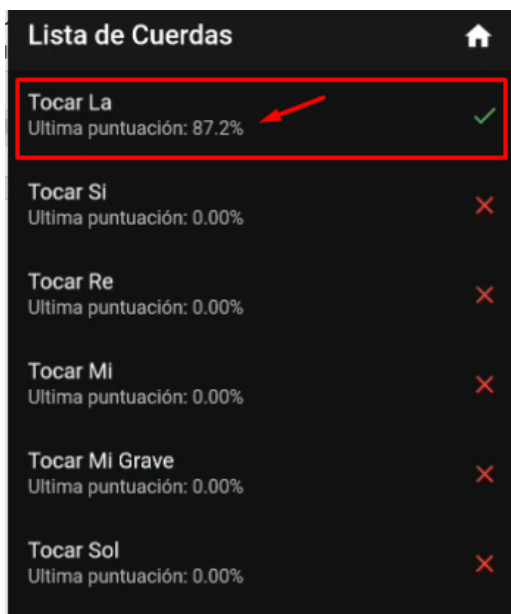 Lista de Cuerdas
Tocar La
Ultima puntuación: 87.2%
Tocar Si
Ultima puntuación: 0.00%
Tocar Re
Ultima puntuación: 0.00%
Tocar Mi
Ultima puntuación: 0.00%
Tocar Mi Grave
Ultima puntuación: 0.00%
Tocar Sol
Ultima puntuación: 0.00%